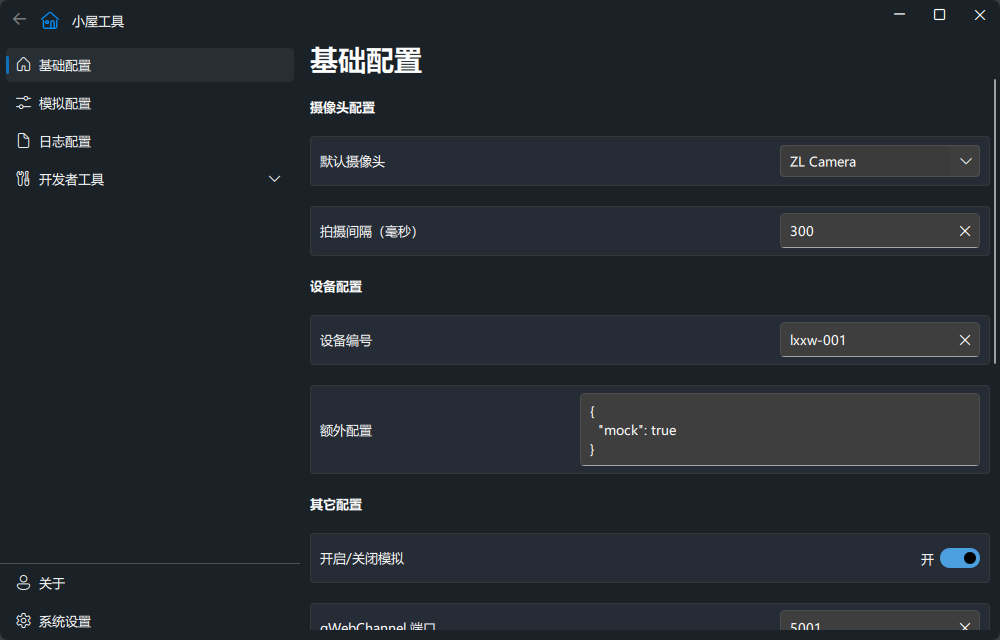 小屋工具
基础配置
模拟配置
日志配置
开发者工具
关于
系统设置
基础配置
摄像头配置
默认摄像头
ZL Camera
拍摄间隔（毫秒）
300
设备配置
设备编号
lxxw-001
额外配置
{
"mock": true
}
其它配置
开启/关闭模拟
开
qWebChannel 端口
5001